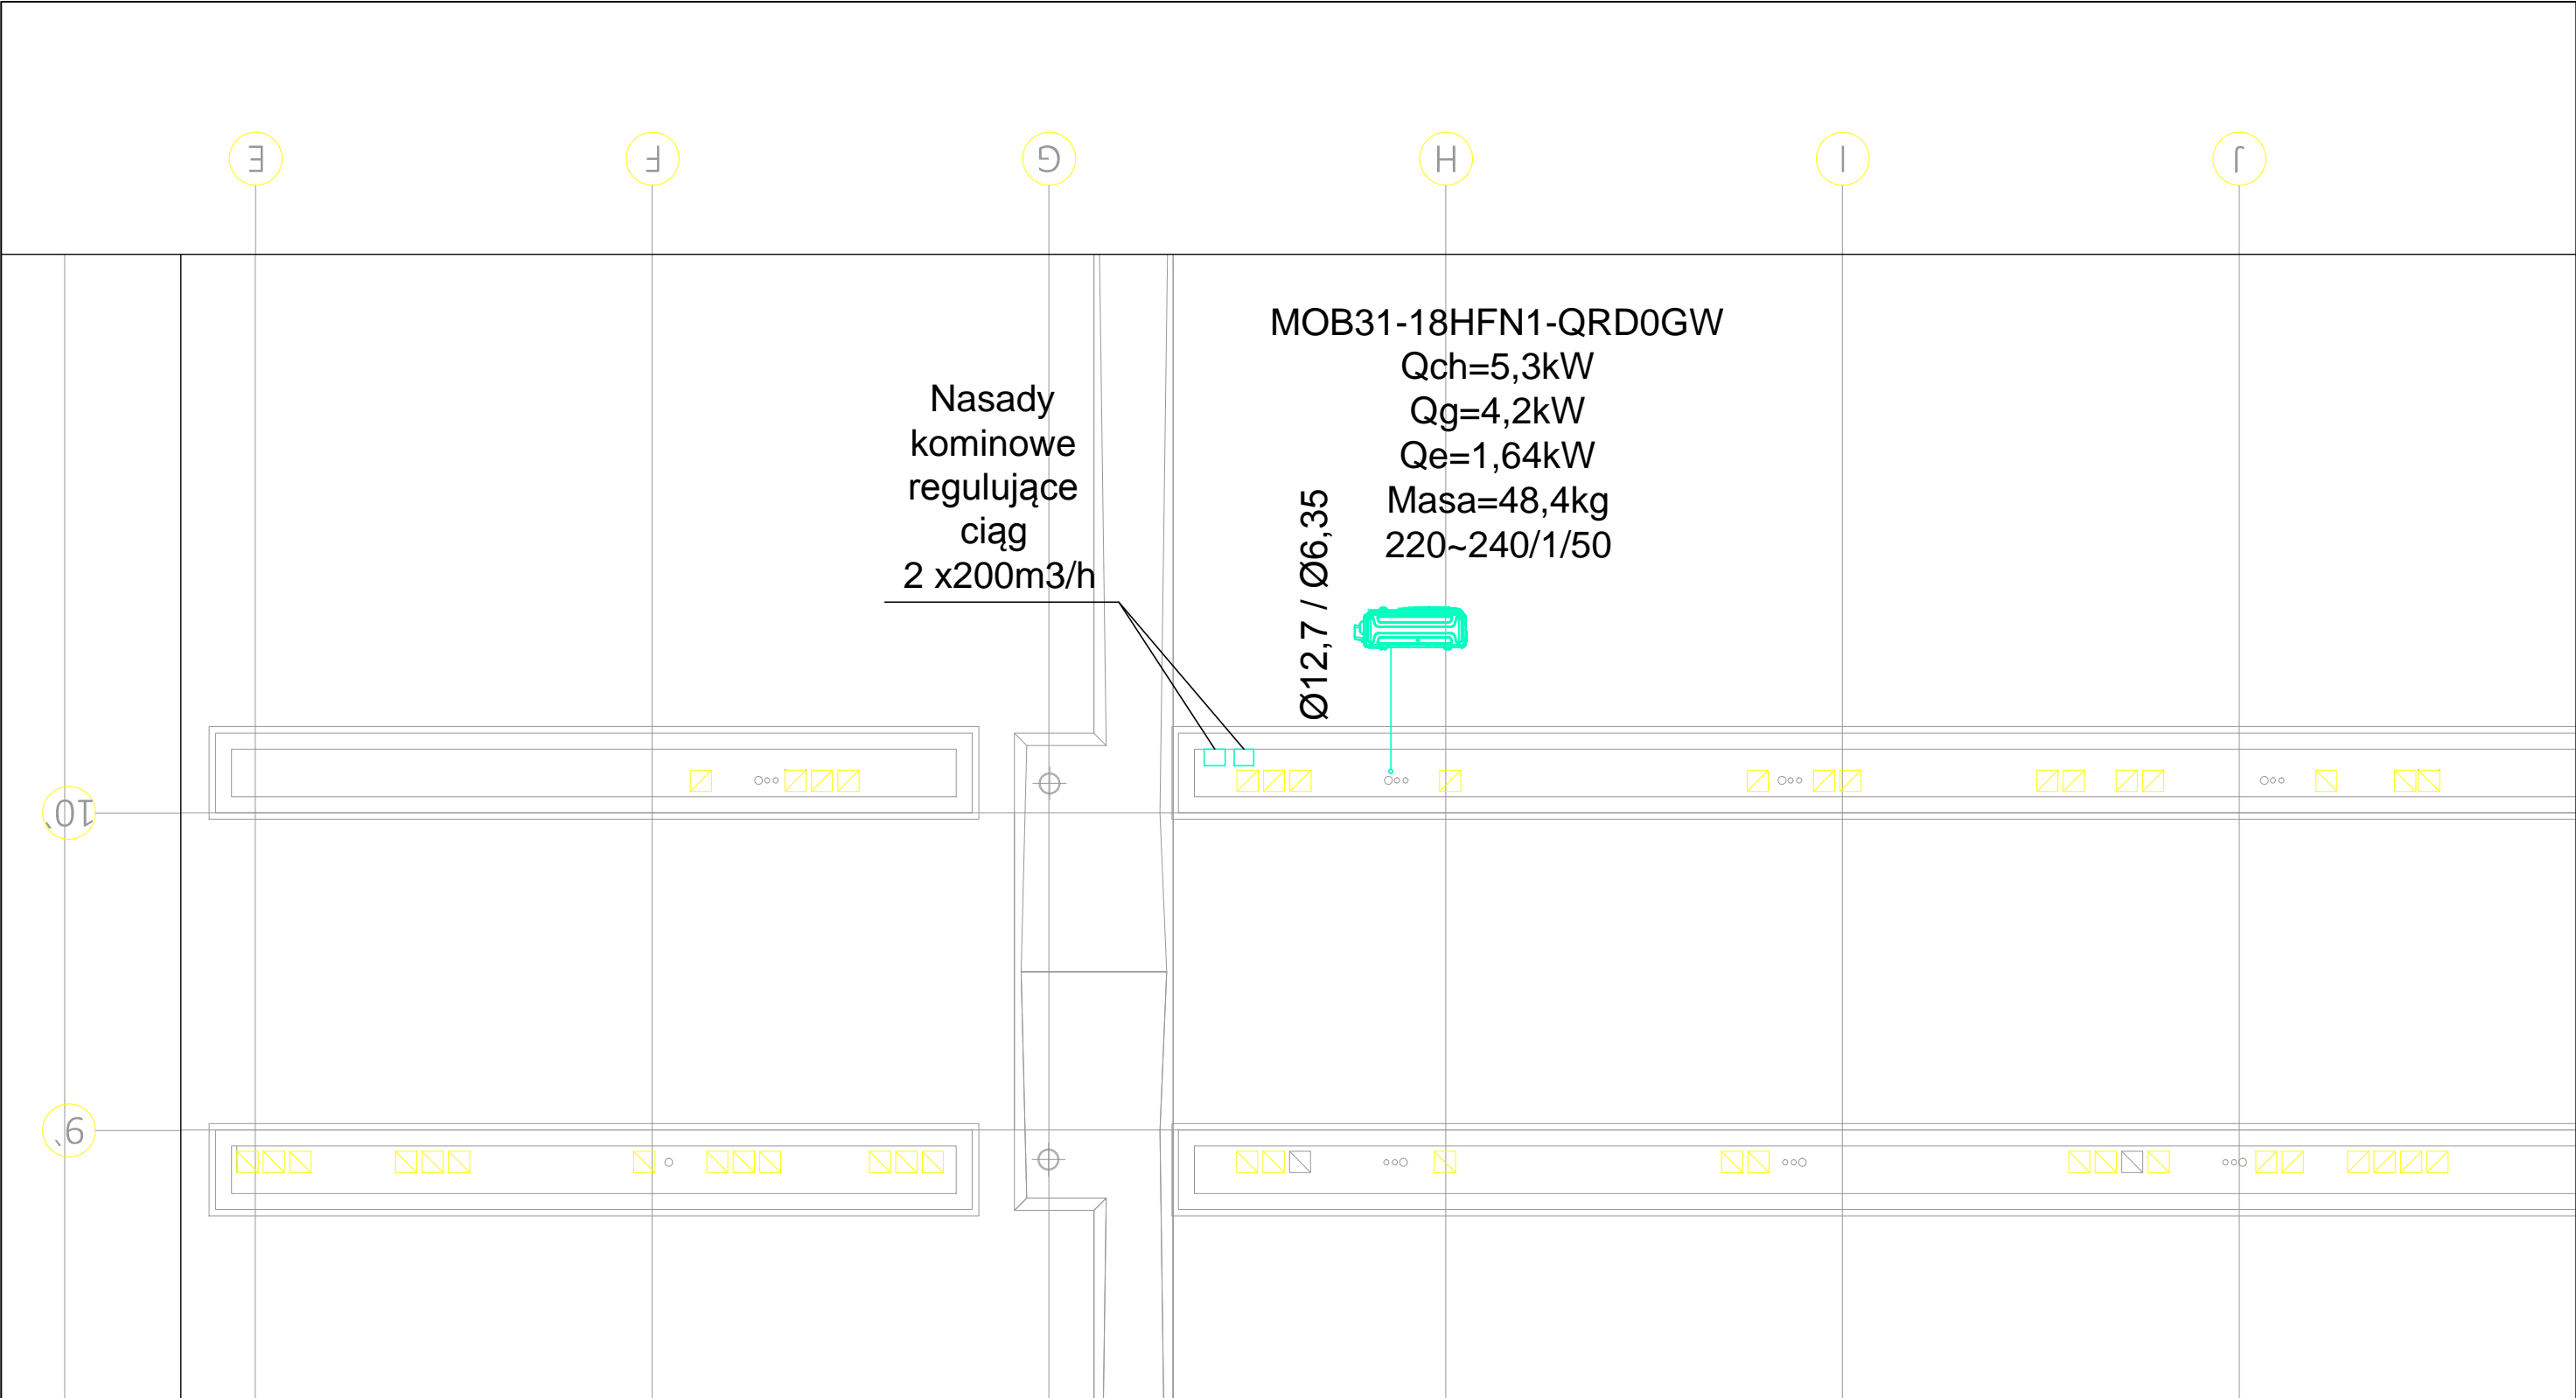 E
F
G
H
I
J
MOB31-18HFN1-QRD0GW
Qch=5,3kW
Qg=4,2kW
Qe=1,64kW
Masa=48,4kg
220~240/1/50
Nasady
kominowe
regulujące
ciąg
2 x200m3/h
Ø12,7 / Ø6,35
10`
9`